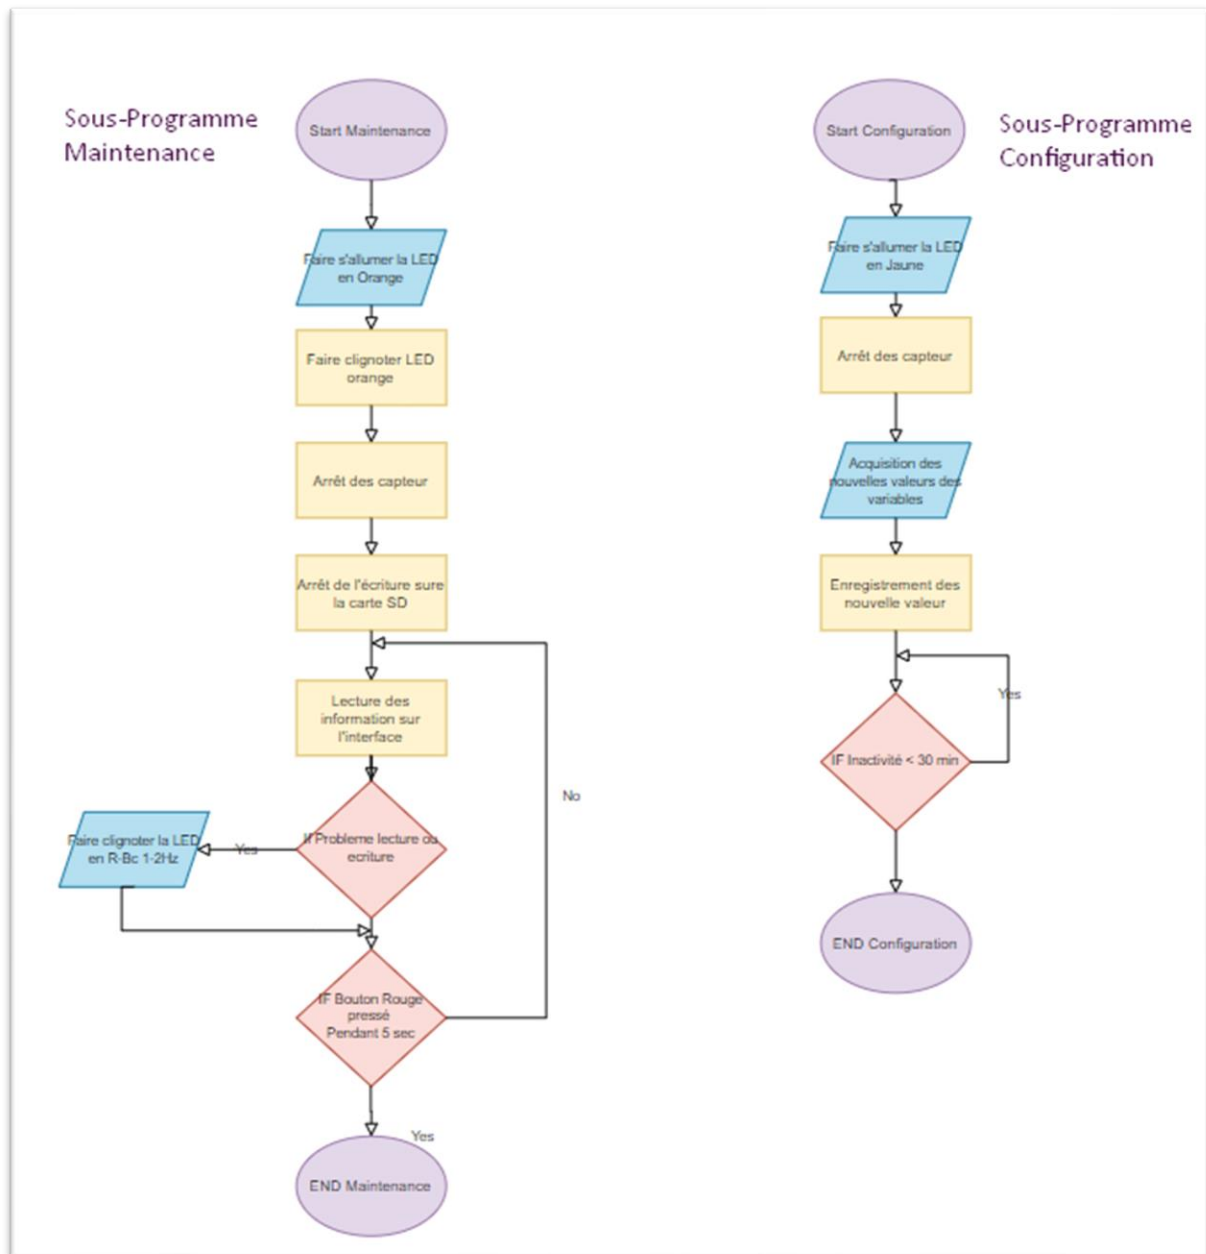 Sous-Programme
Maintenance
Start Maintenance
Faire s'allumer la LED
en Orange
Faire clignoter LED
orange
Arrêt des capteur
Arrêt de l'écriture sure
la carte SD
Lecture des
information sur
l'interface
No
If Probleme lecture ou
ecriture
Yes
Faire clignoter la LED
en R-Bc 1-2Hz
IF Bouton Rouge
pressé
Pendant 5 sec
Yes
END Maintenance
Start Configuration
Sous-Programme
Configuration
Faire s'allumer la LED
en Jaune
Arrêt des capteur
Acquisition des
nouvelles valeurs des
variables
Enregistrement des
nouvelle valeur
Yes
IF Inactivité < 30 min
END Configuration